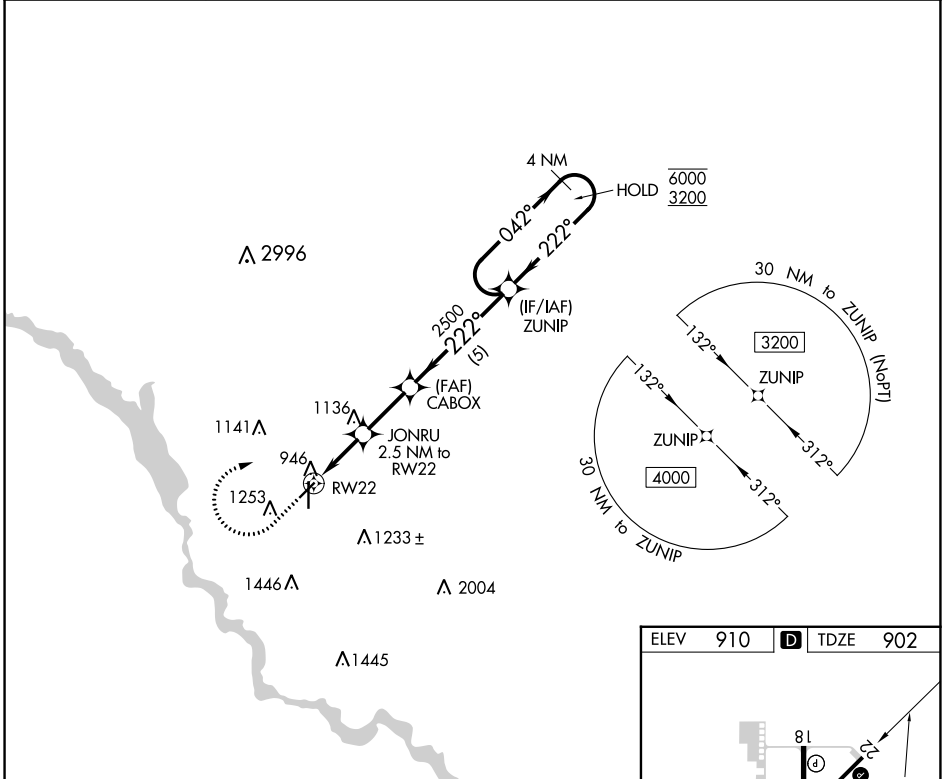 4 NM
HOLD
6000
3200
042°
222°
2996
(IF/IAF)
ZUNIP
2500
222°
(5)
30 NM to ZUNIP (NoPT)
132°
3200
ZUNIP
312°
(FAF)
CABOX
132°
ZUNIP
4000
312°
30 NM to ZUNIP
1136
1141
JONRU
2.5 NM to
RW22
946
RW22
1253
1233 ±
1446
2004
1445
ELEV 910 D TDZE 902
18
22
P
P